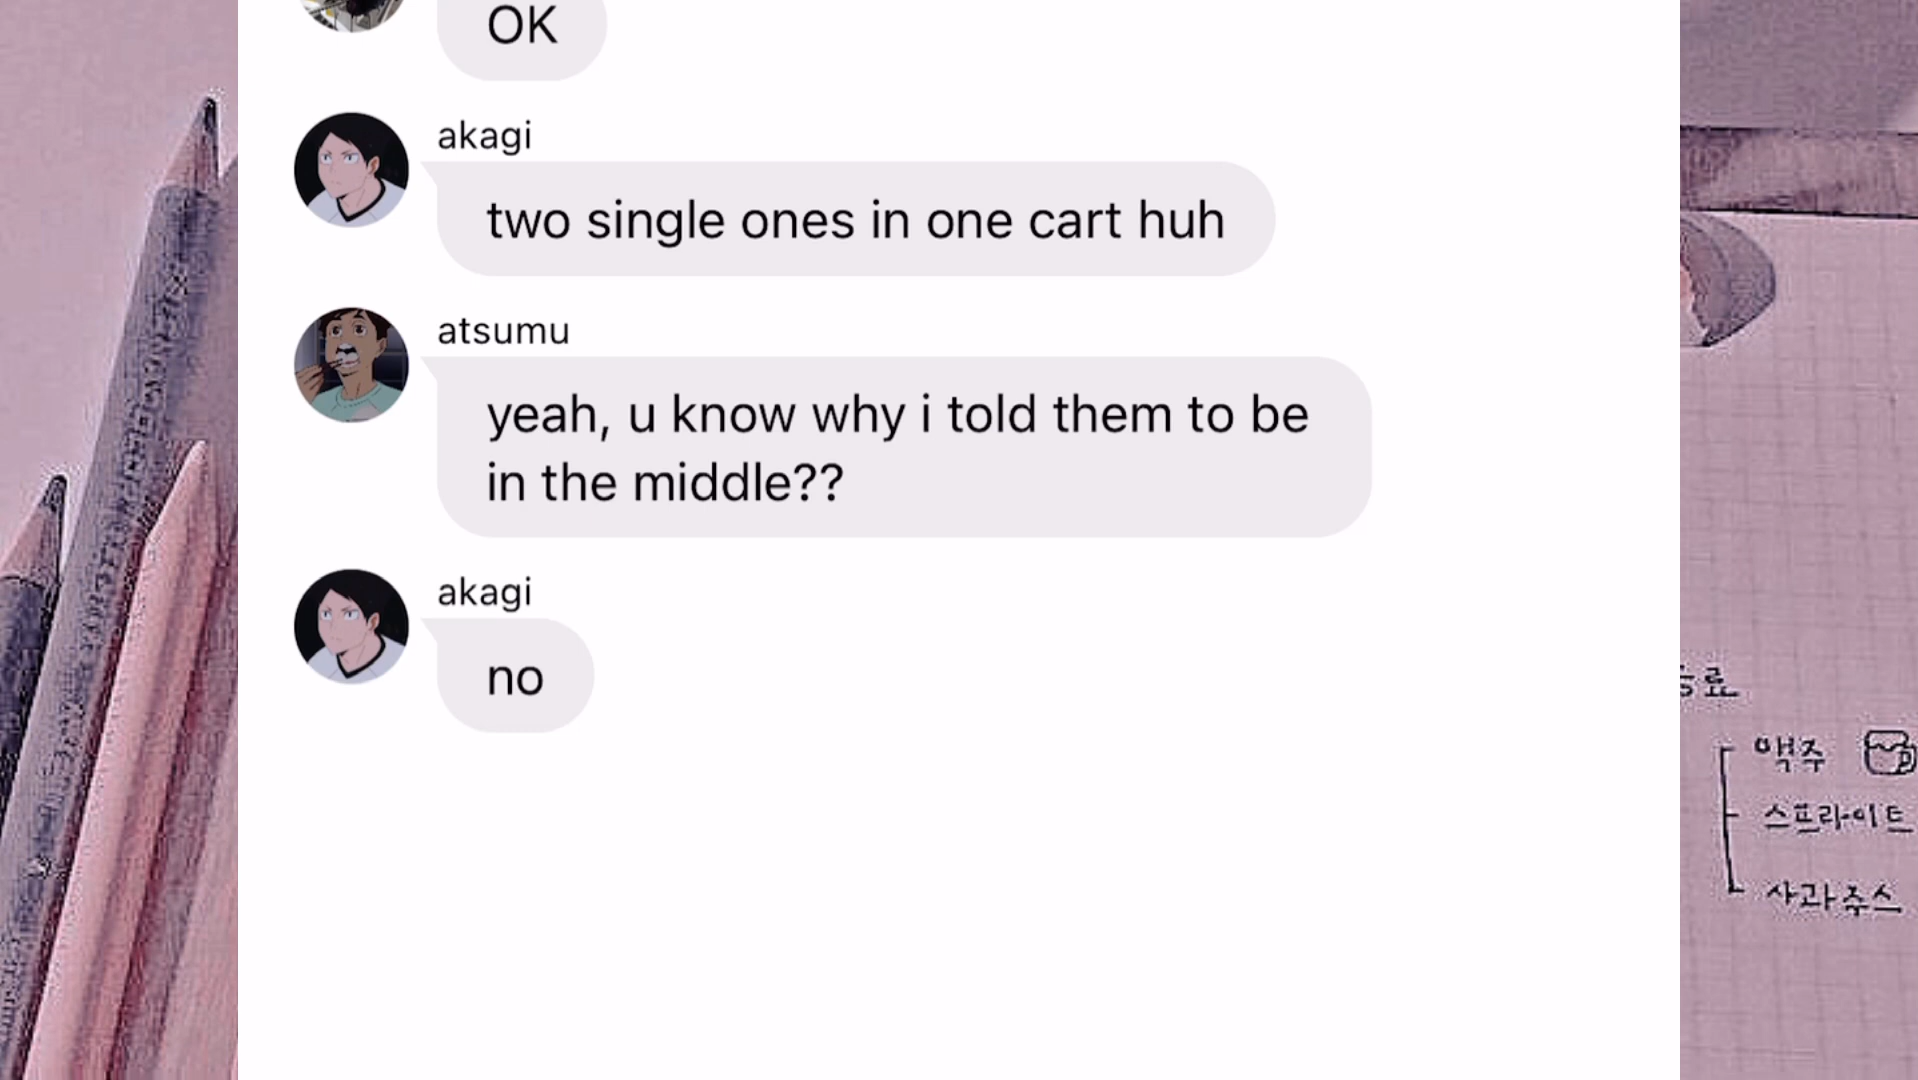 OK
akagi
two single ones in one cart huh
atsumu
yeah, u know why i told them to be
in the middle??
akagi
no
맥주
스프라이트
사과주스